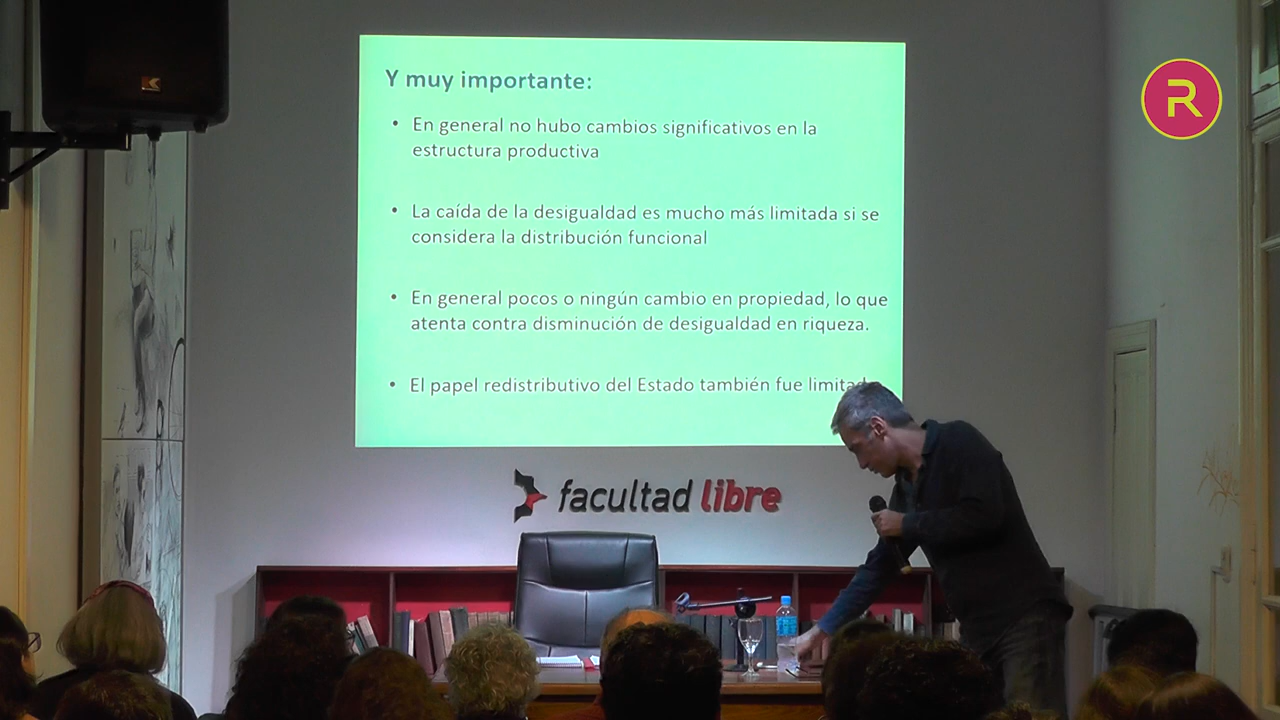 Y muy importante:
• En general no hubo cambios significativos en la
estructura productiva
• La caída de la desigualdad es mucho más limitada si se
considera la distribución funcional
• En general pocos o ningún cambio en propiedad, lo que
atenta contra disminución de desigualdad en riqueza.
• El papel redistributivo del Estado también fue limitad
facultad libre
R